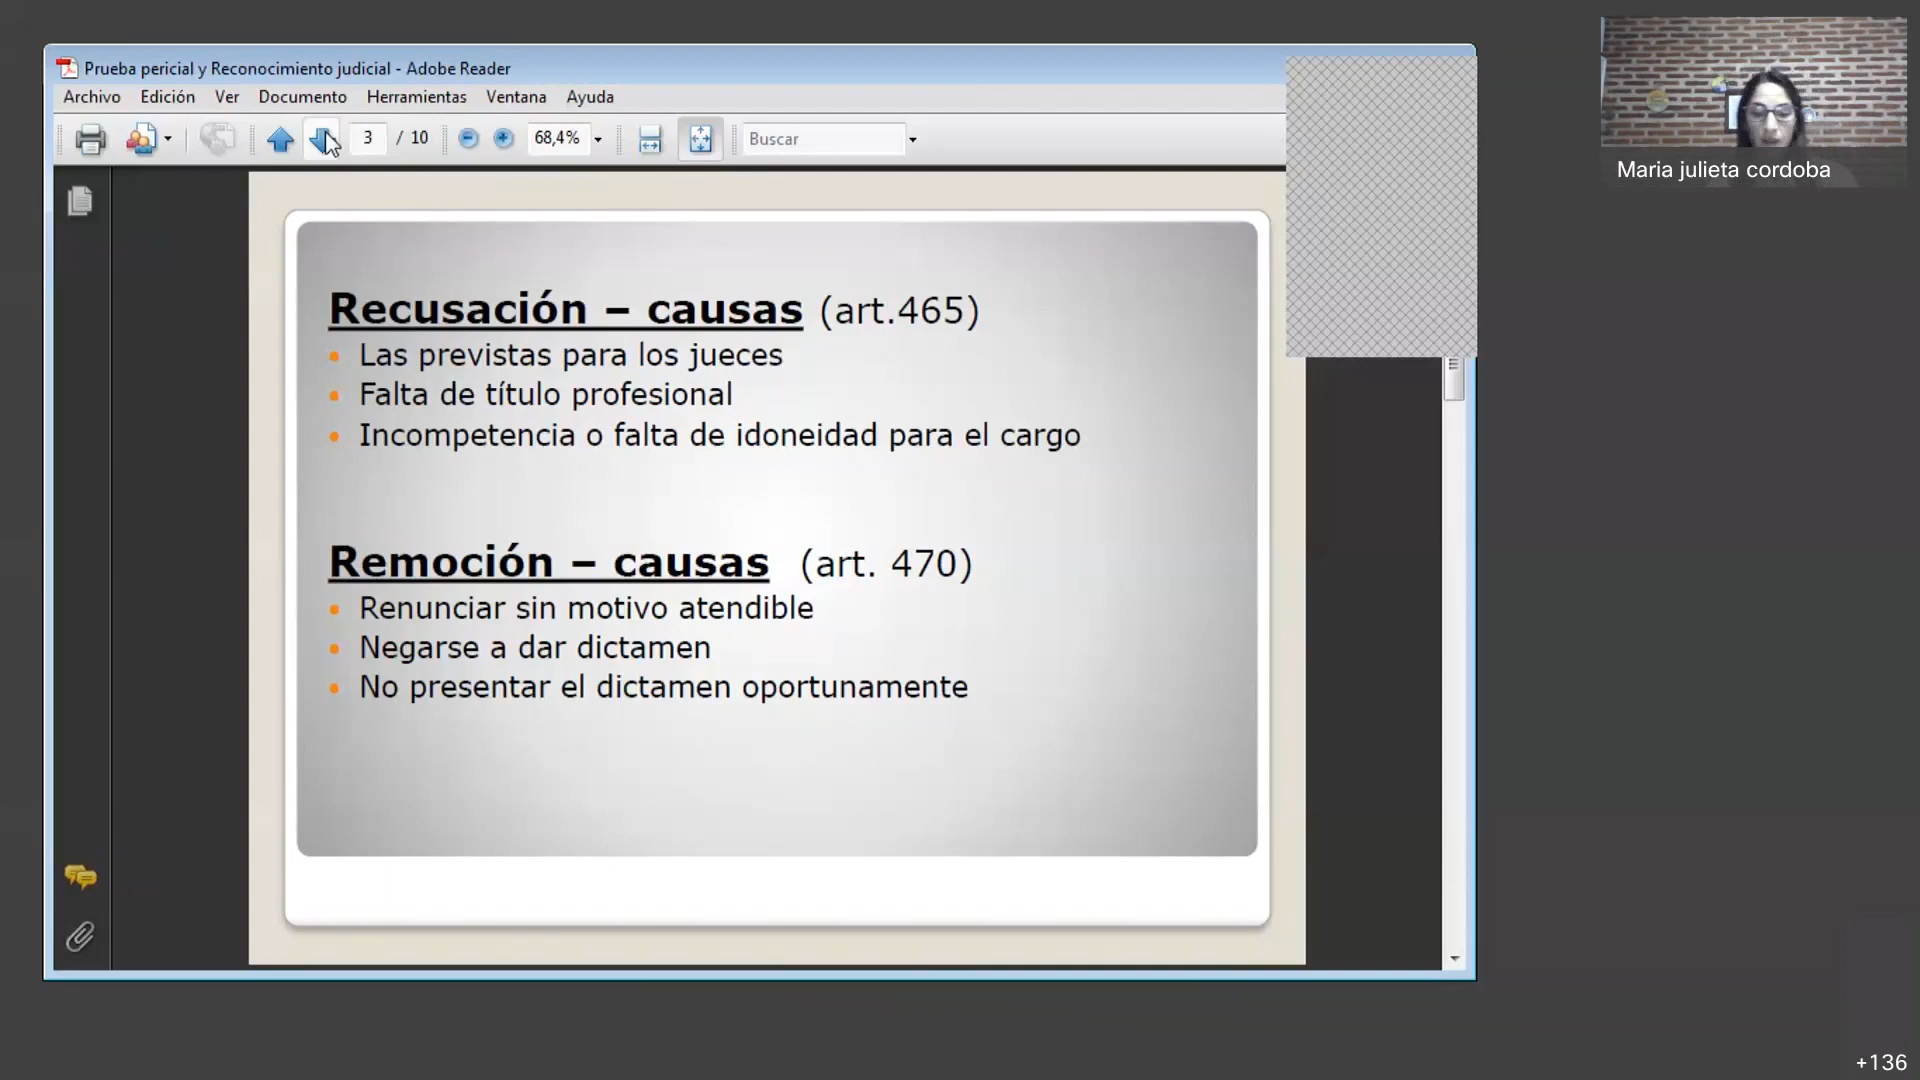 Prueba pericial y Reconocimiento judicial - Adobe Reader
Archivo Edición Ver Documento Herramientas Ventana Ayuda
3 / 10 68,4% Buscar
Maria julieta cordoba
Recusación – causas (art.465)
• Las previstas para los jueces
• Falta de título profesional
• Incompetencia o falta de idoneidad para el cargo
Remoción – causas (art. 470)
• Renunciar sin motivo atendible
• Negarse a dar dictamen
• No presentar el dictamen oportunamente
+136